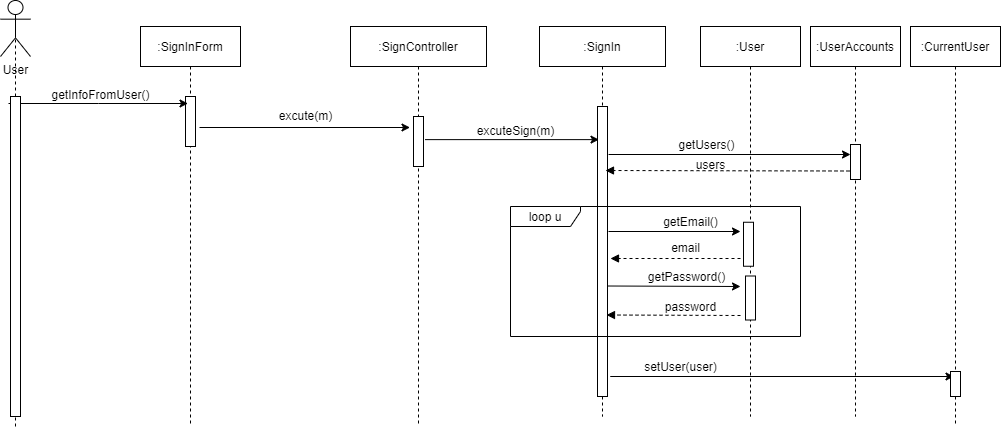 :SignInForm
:SignController
:SignIn
:User
:UserAccounts
:CurrentUser
User
getInfoFromUser()
excute(m)
excuteSign(m)
getUsers()
users
loop u
getEmail()
email
getPassword()
password
setUser(user)